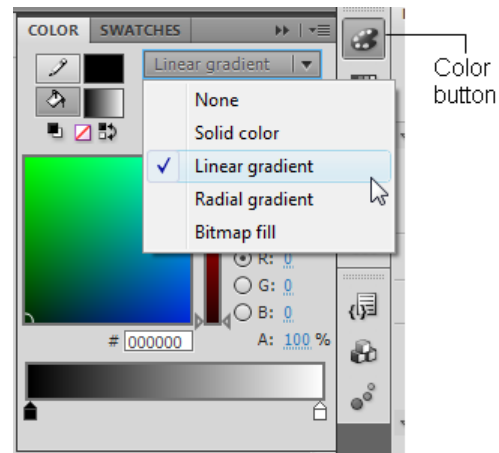 COLOR SWATCHES
Linear gradient
Color
button
None
Solid color
Linear gradient
Radial gradient
Bitmap fill
R: 0
G: 0
B: 0
# 000000 A: 100 %